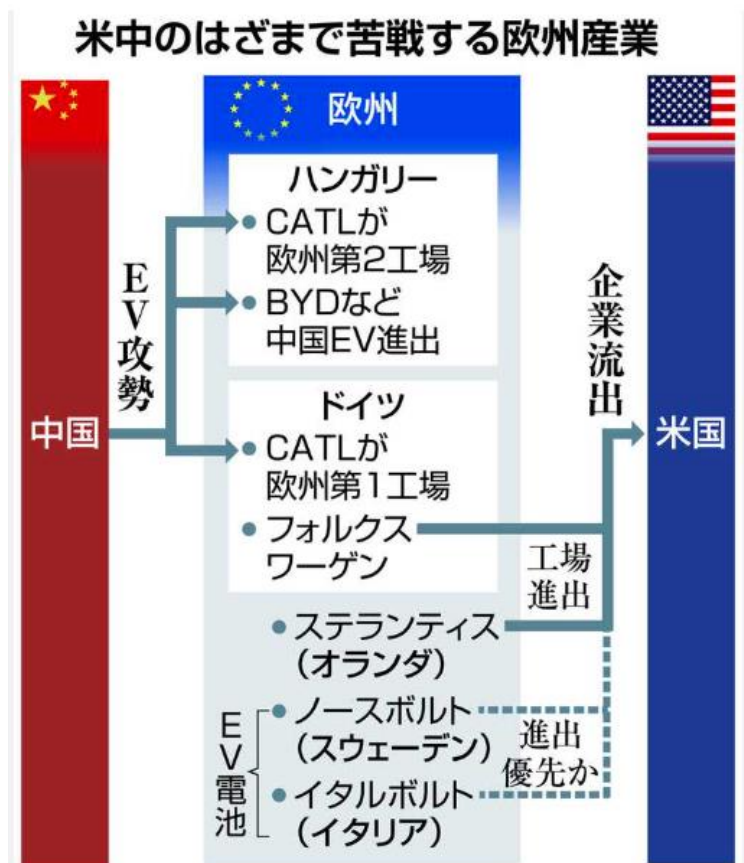 米中のはざまで苦戦する欧州産業
欧州
中国
EV攻勢
ハンガリー
CATLが
欧州第2工場
BYDなど
中国EV進出
ドイツ
CATLが
欧州第1工場
フォルクス
ワーゲン
ステランティス
(オランダ)
EV電池
ノースボルト
(スウェーデン)
イタルボルト
(イタリア)
企業流出
工場
進出
進出
優先か
米国